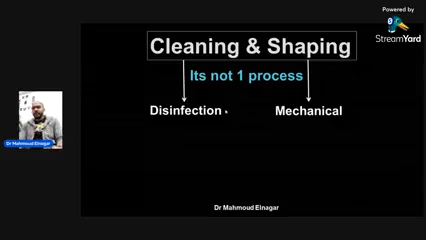 Powered by
StreamYard
Cleaning & Shaping
Its not 1 process
Disinfection
Mechanical
Dr Mahmoud Elnagar
Dr Mahmoud Elnagar